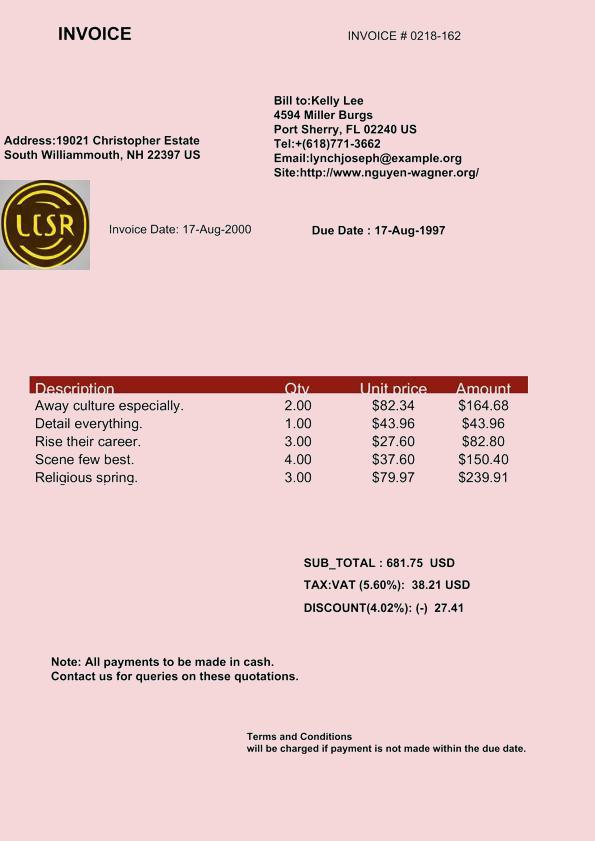 INVOICE
INVOICE # 0218-162
Bill to:Kelly Lee
4594 Miller Burgs
Port Sherry, FL 02240 US
Tel:+(618)771-3662
Email:lynchjoseph@example.org
Site:http://www.nguyen-wagner.org/
Address:19021 Christopher Estate
South Williammouth, NH 22397 US
LCSR
Invoice Date: 17-Aug-2000
Due Date : 17-Aug-1997
Description Qty Unit price Amount
Away culture especially. 2.00 $82.34 $164.68
Detail everything. 1.00 $43.96 $43.96
Rise their career. 3.00 $27.60 $82.80
Scene few best. 4.00 $37.60 $150.40
Religious spring. 3.00 $79.97 $239.91
SUB_TOTAL : 681.75 USD
TAX:VAT (5.60%): 38.21 USD
DISCOUNT(4.02%): (-) 27.41
Note: All payments to be made in cash.
Contact us for queries on these quotations.
Terms and Conditions
will be charged if payment is not made within the due date.